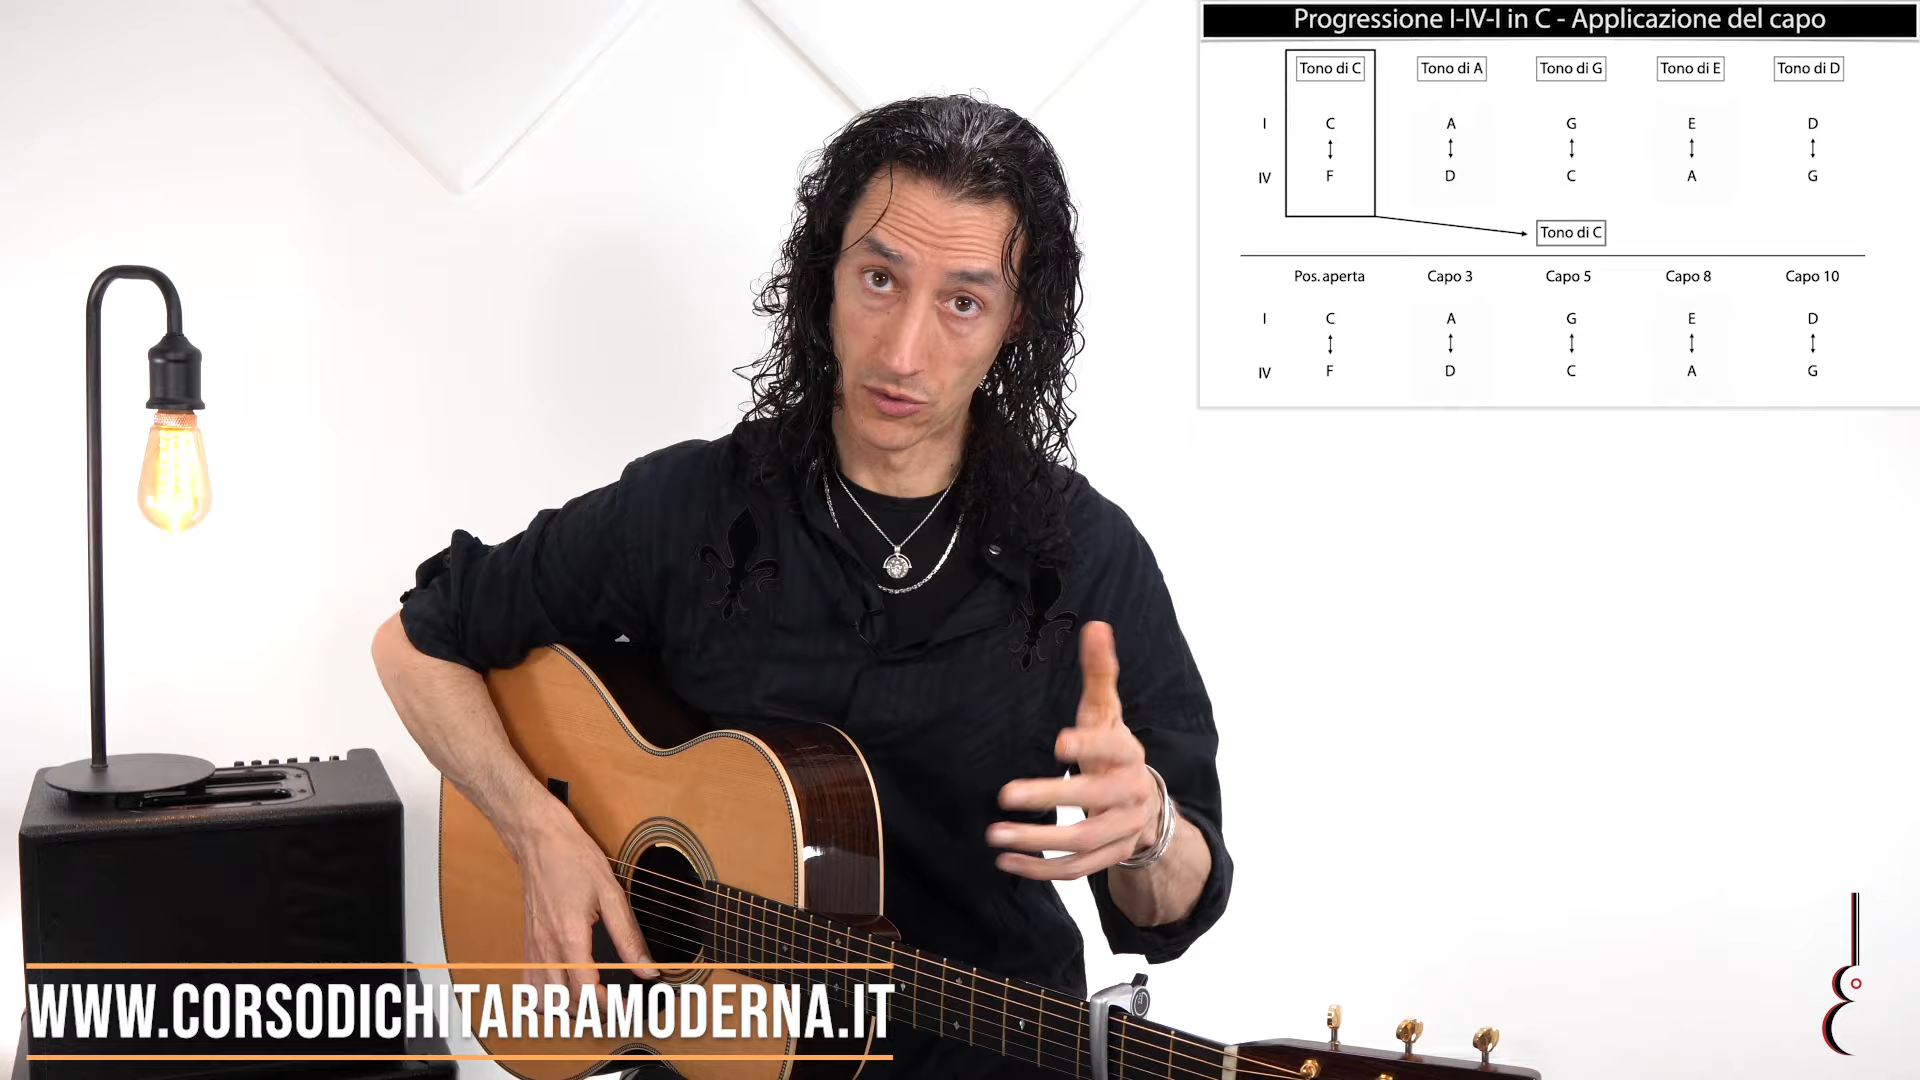 Progressione I-IV-I in C - Applicazione del capo
Tono di C Tono di A Tono di G Tono di E Tono di D
I C A G E D
IV F D C A G
Tono di C
Pos. aperta Capo 3 Capo 5 Capo 8 Capo 10
I C A G E D
IV F D C A G
WWW.CORSODICHITARRAMODERNA.IT